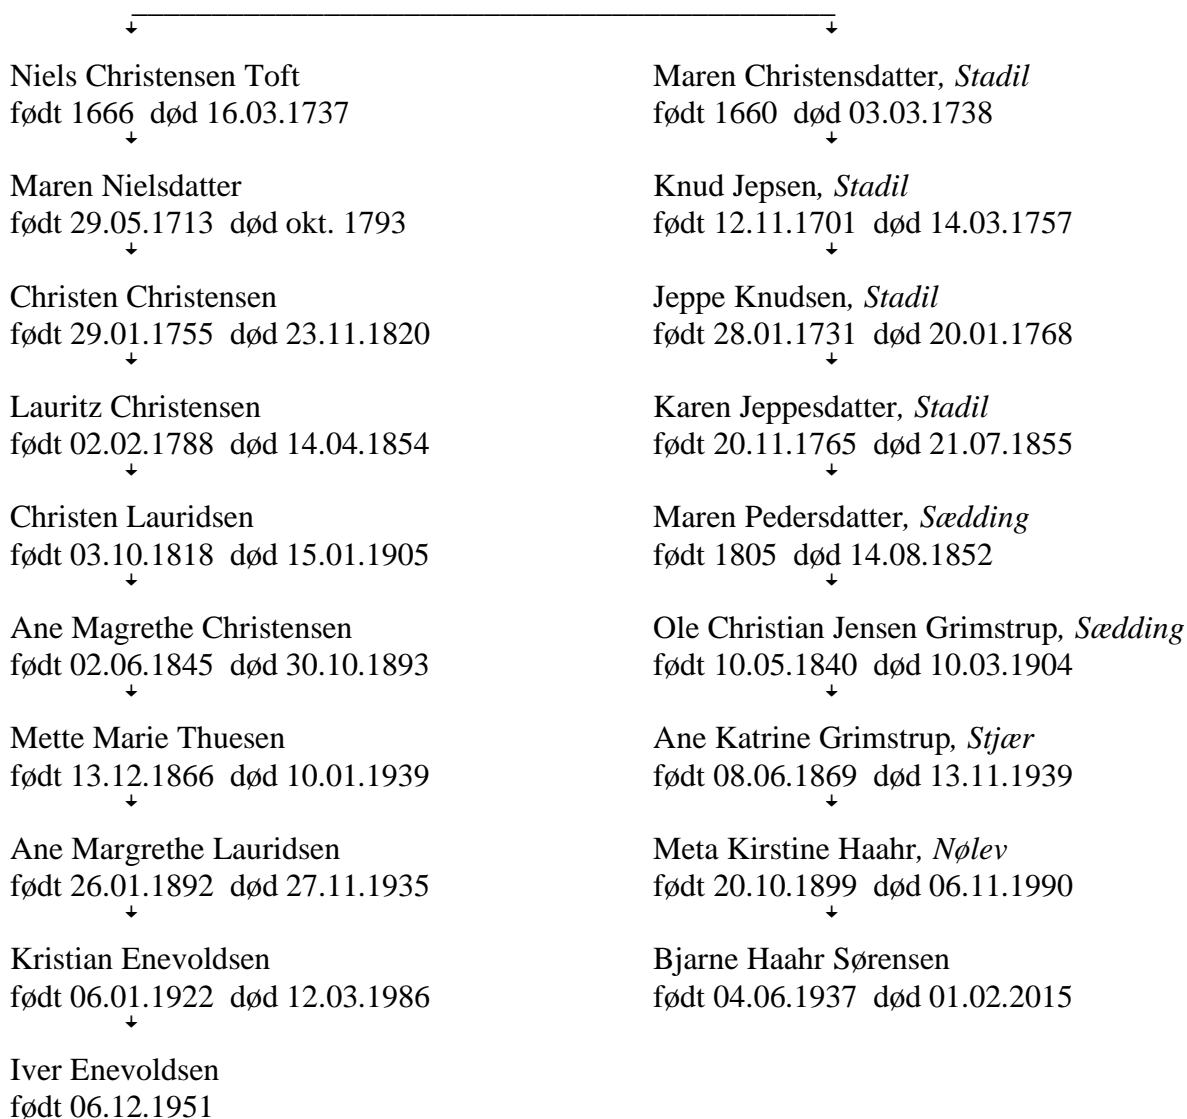 Niels Christensen Toft
født 1666 død 16.03.1737
Maren Nielsdatter
født 29.05.1713 død okt. 1793
Christen Christensen
født 29.01.1755 død 23.11.1820
Lauritz Christensen
født 02.02.1788 død 14.04.1854
Christen Lauridsen
født 03.10.1818 død 15.01.1905
Ane Magrethe Christensen
født 02.06.1845 død 30.10.1893
Mette Marie Thuesen
født 13.12.1866 død 10.01.1939
Ane Margrethe Lauridsen
født 26.01.1892 død 27.11.1935
Kristian Enevoldsen
født 06.01.1922 død 12.03.1986
Iver Enevoldsen
født 06.12.1951
Maren Christensdatter, Stadil
født 1660 død 03.03.1738
Knud Jepsen, Stadil
født 12.11.1701 død 14.03.1757
Jeppe Knudsen, Stadil
født 28.01.1731 død 20.01.1768
Karen Jeppesdatter, Stadil
født 20.11.1765 død 21.07.1855
Maren Pedersdatter, Sædding
født 1805 død 14.08.1852
Ole Christian Jensen Grimstrup, Sædding
født 10.05.1840 død 10.03.1904
Ane Katrine Grimstrup, Stjær
født 08.06.1869 død 13.11.1939
Meta Kirstine Haahr, Nølev
født 20.10.1899 død 06.11.1990
Bjarne Haahr Sørensen
født 04.06.1937 død 01.02.2015